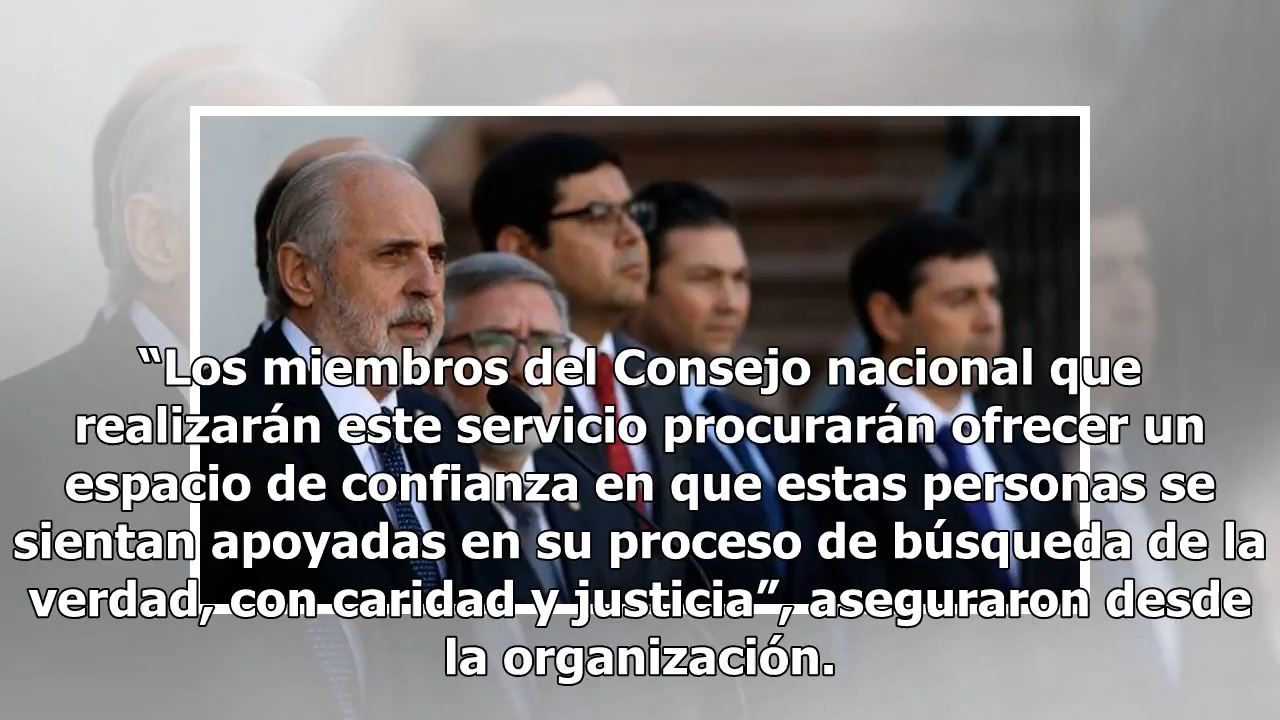 “Los miembros del Consejo nacional que
realizarán este servicio procurarán ofrecer un
espacio de confianza en que estas personas se
sientan apoyadas en su proceso de búsqueda de la
verdad, con caridad y justicia”, aseguraron desde
la organización.